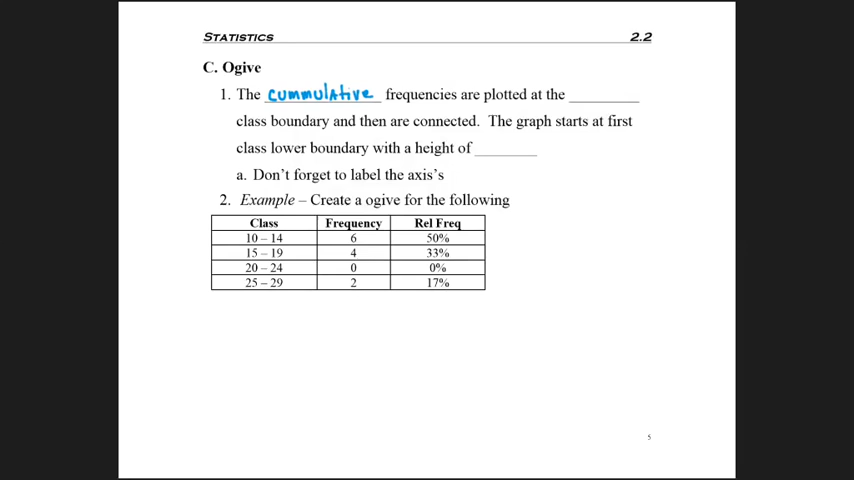 STATISTICS 2.2
C. Ogive
1. The cummulative frequencies are plotted at the ________
class boundary and then are connected. The graph starts at first
class lower boundary with a height of ________
a. Don't forget to label the axis's
2. Example – Create a ogive for the following
Class Frequency Rel Freq
10 – 14 6 50%
15 – 19 4 33%
20 – 24 0 0%
25 – 29 2 17%
5